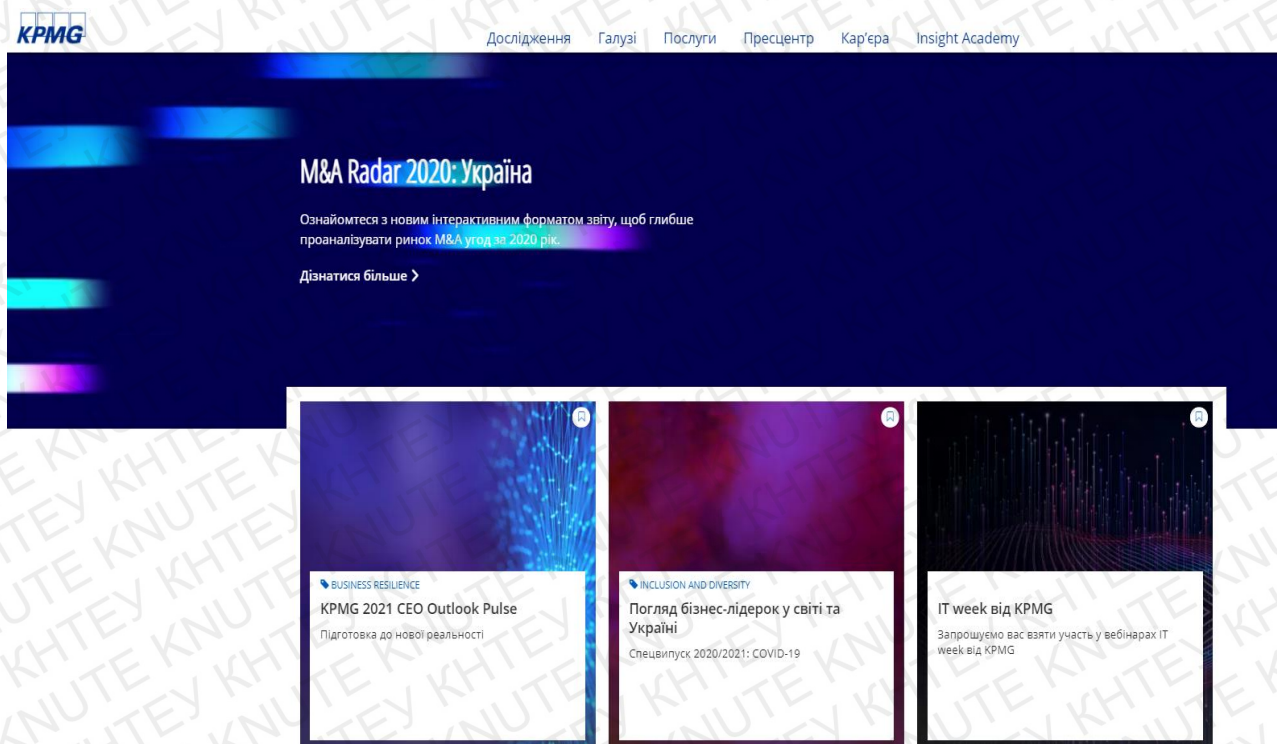 KPMG
Дослідження Галузі Послуги Пресцентр Кар'єра Insight Academy
M&A Radar 2020: Україна
Ознайомтеся з новим інтерактивним форматом звіту, щоб глибше
проаналізувати ринок M&A угод за 2020 рік.
Дізнатися більше
BUSINESS RESILIENCE
KPMG 2021 CEO Outlook Pulse
Підготовка до нової реальності
INCLUSION AND DIVERSITY
Погляд бізнес-лідерок у світі та
Україні
Спецвипуск 2020/2021: COVID-19
IT week від KPMG
Запрошуємо вас взяти участь у вебінарах IT
week від KPMG